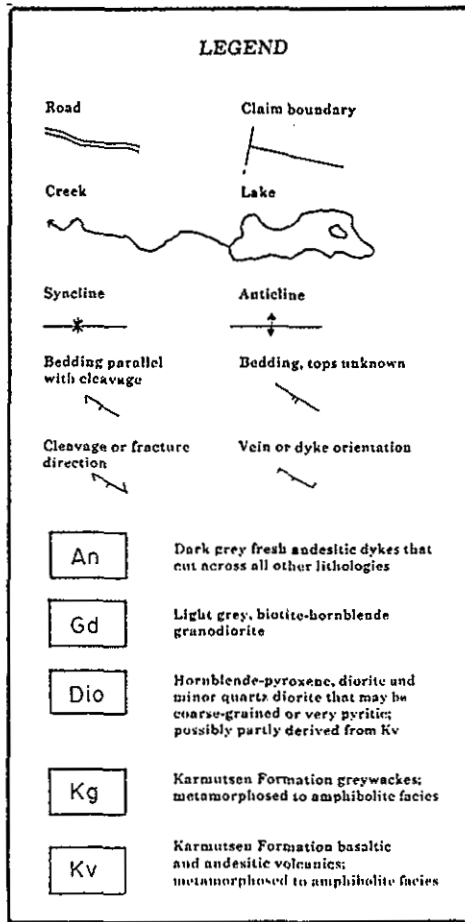 LEGEND
Road
Claim boundary
Creek
Lake
Syncline
Anticline
Bedding parallel
with cleavage
Bedding, tops unknown
Cleavage or fracture
direction
Vein or dyke orientation
An
Dark grey fresh andesitic dykes that
cut across all other lithologies
Gd
Light grey, biotite-hornblende
granodiorite
Dio
Hornblende-pyroxene, diorite and
minor quartz diorite that may be
coarse-grained or very pyritic;
possibly partly derived from Kv
Kg
Karmutsen Formation greywackes;
metamorphosed to amphibolite facies
Kv
Karmutsen Formation basaltic
and andesitic volcanics;
metamorphosed to amphibolite facies